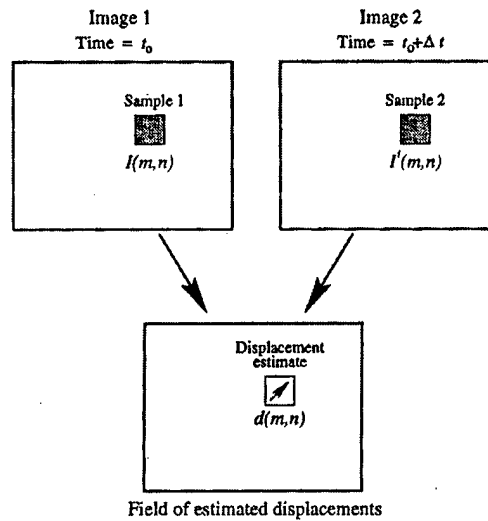 Image 1
Time = t₀
Sample 1
I(m,n)
Image 2
Time = t₀+Δ t
Sample 2
I'(m,n)
Displacement
estimate
d(m,n)
Field of estimated displacements